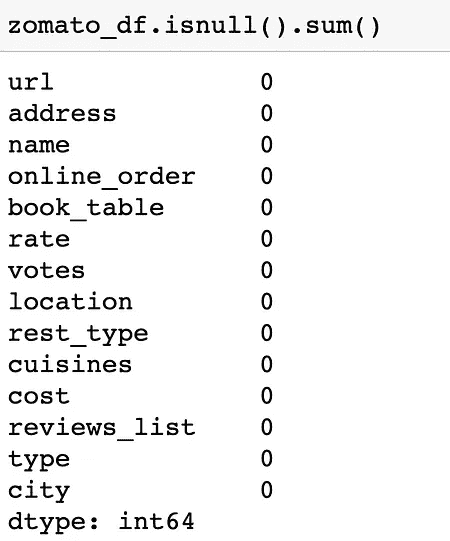 zomato_df.isnull().sum()
url 0
address 0
name 0
online_order 0
book_table 0
rate 0
votes 0
location 0
rest_type 0
cuisines 0
cost 0
reviews_list 0
type 0
city 0
dtype: int64